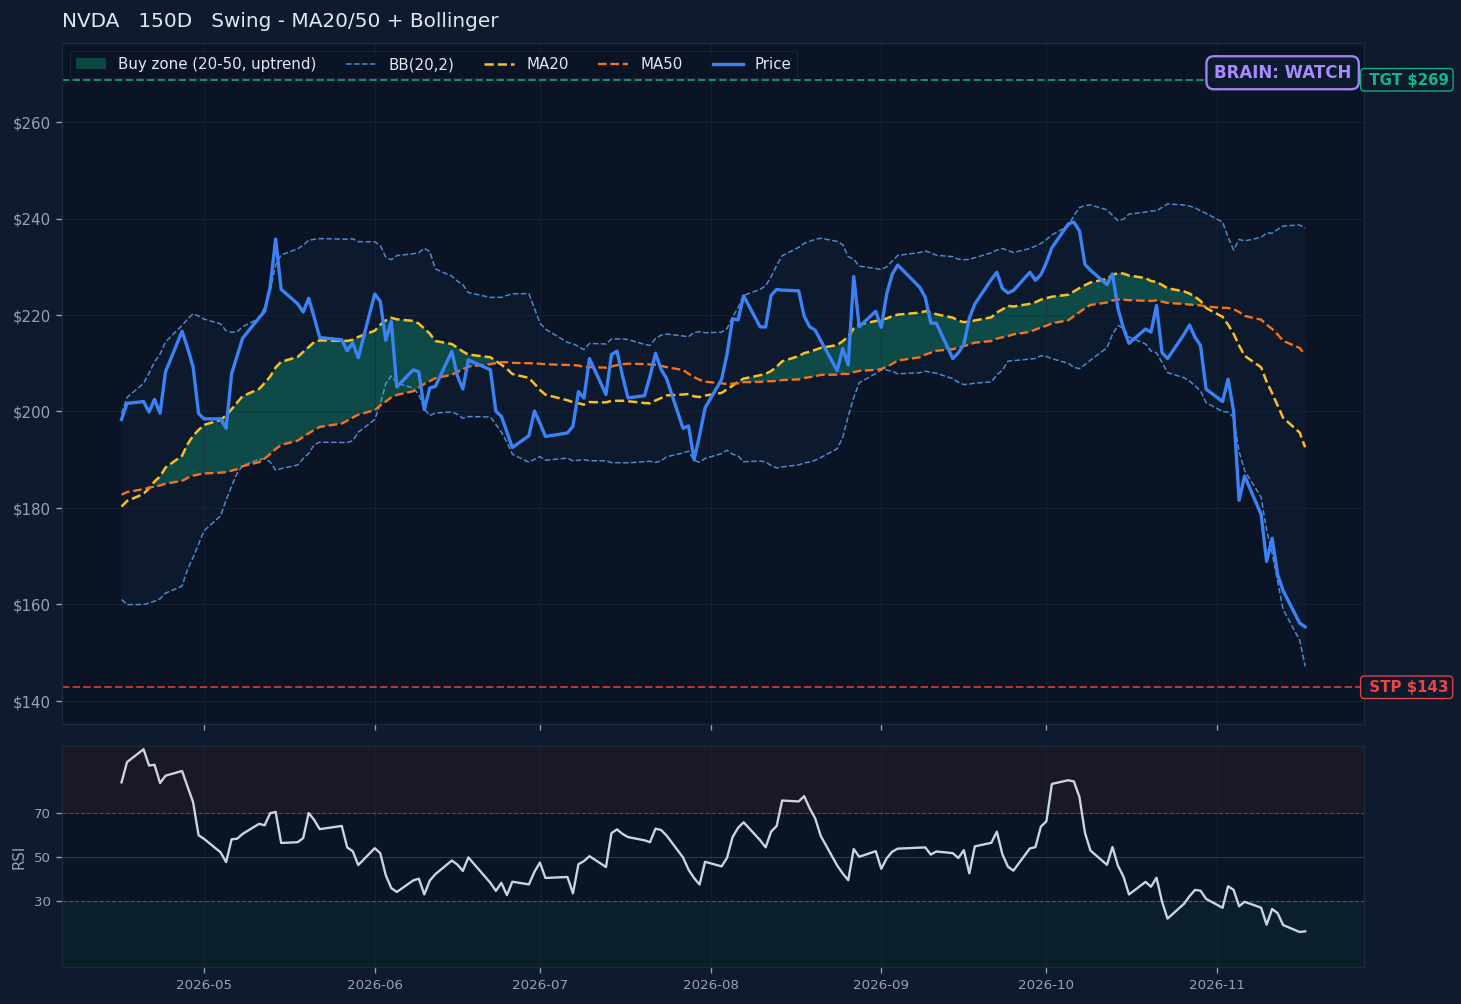 NVDA 150D Swing - MA20/50 + Bollinger
Buy zone (20-50, uptrend) BB(20,2) MA20 MA50 Price
BRAIN: WATCH
TGT $269
$260
$240
$220
$200
$180
$160
$140
STP $143
70
50
30
RSI
2026-05 2026-06 2026-07 2026-08 2026-09 2026-10 2026-11